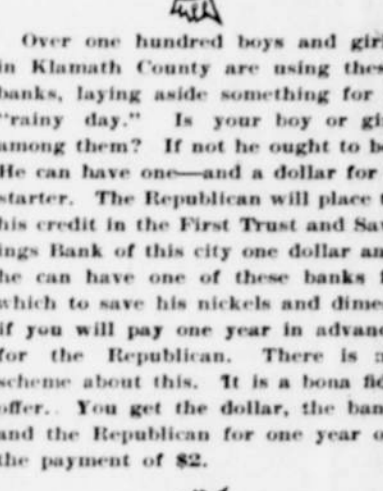 Over one hundred boys and girl
in Klamath County are using thes
banks, laying aside something for
"rainy day." Is your boy or gi
among them? If not he ought to b
He can have one—and a dollar for
starter. The Republican will place t
his credit in the First Trust and Sav
ings Bank of this city one dollar an
he can have one of these banks
which to save his nickels and dime
if you will pay one year in advanc
for the Republican. There is
scheme about this. It is a bona fid
offer. You get the dollar, the ban
and the Republican for one year o
the payment of $2.